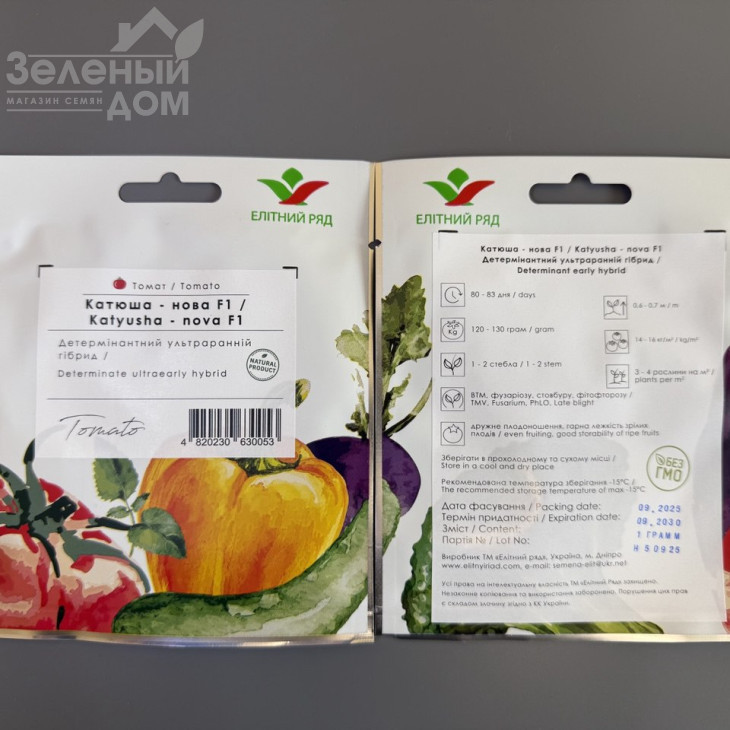 Зеленый
МАГАЗИН СЕМЯН
ДОМ
ЕЛІТНИЙ РЯД
Томат / Tomato
Катюша - нова F1 /
Katyusha - nova F1
Детермінантний ультраранній
гібрид /
Determinate ultraearly hybrid
NATURAL
PRODUCT
Tomato
4 820230 630053
ЕЛІТНИЙ РЯД
Катюша - нова F1 / Katyusha - nova F1
Детермінантний ультраранній гібрид /
Determinant early hybrid
80 - 83 дня / days
0,6 - 0,7 м / m
120 - 130 грам / gram
14 - 16 кг/м² / kg/m²
1 - 2 стебла / 1 - 2 stem
3 - 4 рослини на м² /
plants per m²
ВТМ, фузаріозу, стовбуру, фітофторозу /
TMV, Fusarium, PhLO, Late blight
дружне плодоношення, гарна лежкість зрілих
плодів / even fruiting, good storability of ripe fruits
Зберігати в прохолодному та сухому місці /
Store in a cool and dry place
БЕЗ
ГМО
Рекомендована температура зберігання -15°C /
The recommended storage temperature of max -15°C
Дата фасування / Packing date: 09.2025
Термін придатності / Expiration date: 09.2030
Зміст / Content: 1 ГРАММ
Партія № / Lot No: H50925
Виробник ТМ «Елітний ряд», Україна, м. Дніпро
www.elitnyiriad.com / e-mail: semena-elit@ukr.net
Усі права на інтелектуальну власність ТМ «Елітний Ряд» захищено.
Незаконне копіювання та використання заборонено. Порушення цих прав
є складом злочину згідно з КК України.